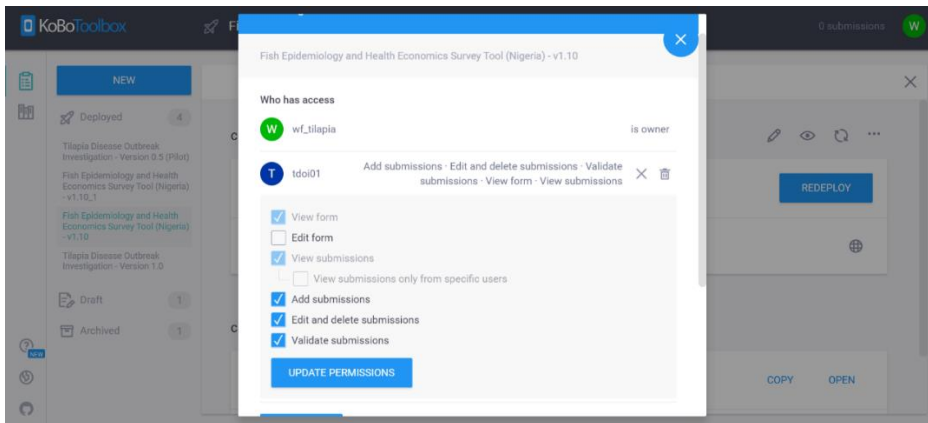 KoBoToolbox
Fi
0 submissions
W
Fish Epidemiology and Health Economics Survey Tool (Nigeria) - v1.10
NEW
Deployed
4
Tilapia Disease Outbreak
Investigation - Version 0.5 (Pilot)
Fish Epidemiology and Health
Economics Survey Tool (Nigeria)
- v1.10_1
Fish Epidemiology and Health
Economics Survey Tool (Nigeria)
- v1.10
Tilapia Disease Outbreak
Investigation - Version 1.0
Draft
1
Archived
1
NEW
C
C
Who has access
W
wf_tilapia
is owner
T
tdoi01
Add submissions · Edit and delete submissions · Validate
submissions · View form · View submissions
View form
Edit form
View submissions
View submissions only from specific users
Add submissions
Edit and delete submissions
Validate submissions
UPDATE PERMISSIONS
REDEPLOY
COPY
OPEN